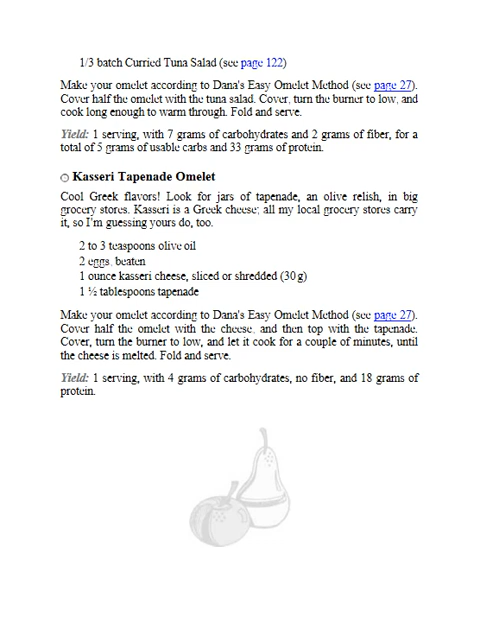 1/3 batch Curried Tuna Salad (see page 122)
Make your omelet according to Dana's Easy Omelet Method (see page 27).
Cover half the omelet with the tuna salad. Cover, turn the burner to low, and
cook long enough to warm through. Fold and serve.
Yield: 1 serving, with 7 grams of carbohydrates and 2 grams of fiber, for a
total of 5 grams of usable carbs and 33 grams of protein.
Kasseri Tapenade Omelet
Cool Greek flavors! Look for jars of tapenade, an olive relish, in big
grocery stores. Kasseri is a Greek cheese; all my local grocery stores carry
it, so I'm guessing yours do, too.
2 to 3 teaspoons olive oil
2 eggs, beaten
1 ounce kasseri cheese, sliced or shredded (30 g)
1 ½ tablespoons tapenade
Make your omelet according to Dana's Easy Omelet Method (see page 27).
Cover half the omelet with the cheese, and then top with the tapenade.
Cover, turn the burner to low, and let it cook for a couple of minutes, until
the cheese is melted. Fold and serve.
Yield: 1 serving, with 4 grams of carbohydrates, no fiber, and 18 grams of
protein.